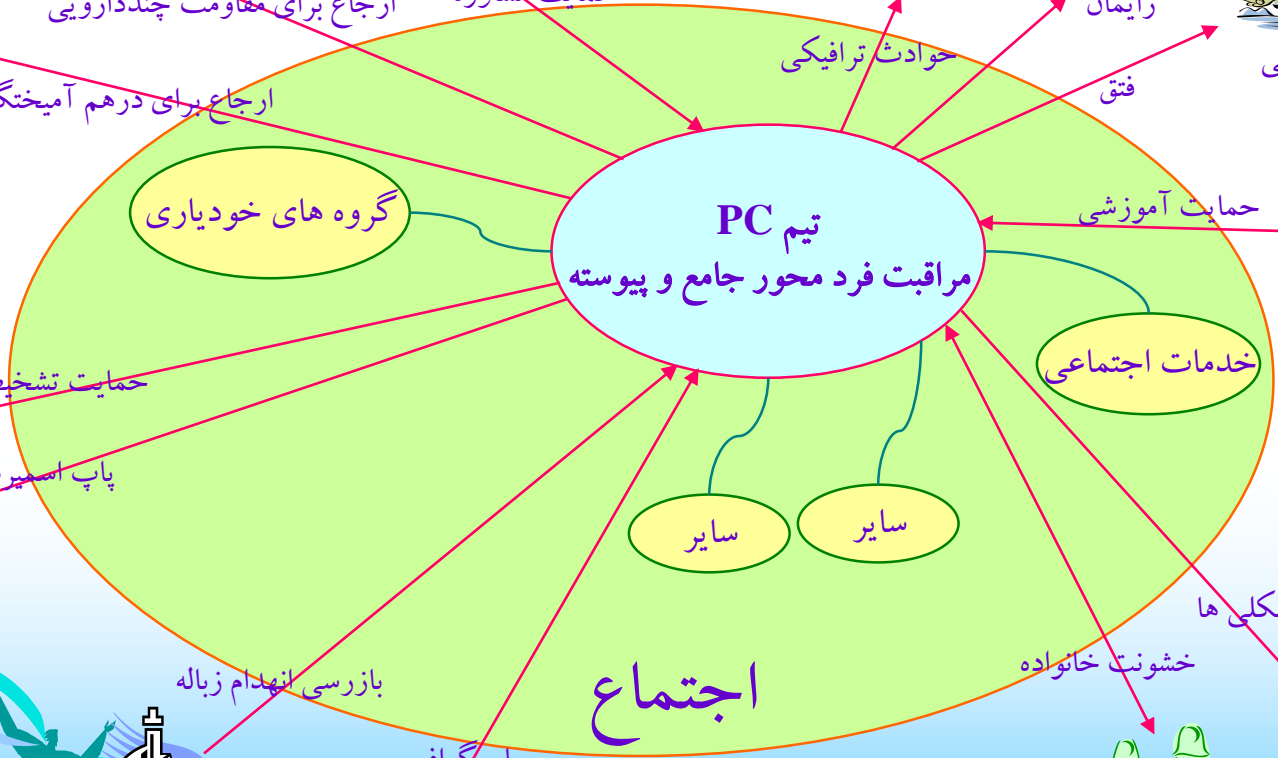 زایمان
ارجاع برای مقاومت چنددارویی
حوادث ترافیکی
فتق
ارجاع برای درهم آمیختگ
حمایت آموزشی
گروه های خودیاری
تیم PC
مراقبت فرد محور جامع و پیوسته
خدمات اجتماعی
حمایت تشخی
پاپ اسمیر
سایر
سایر
کلی ها
خشونت خانواده
بازرسی انهدام زباله
اجتماع